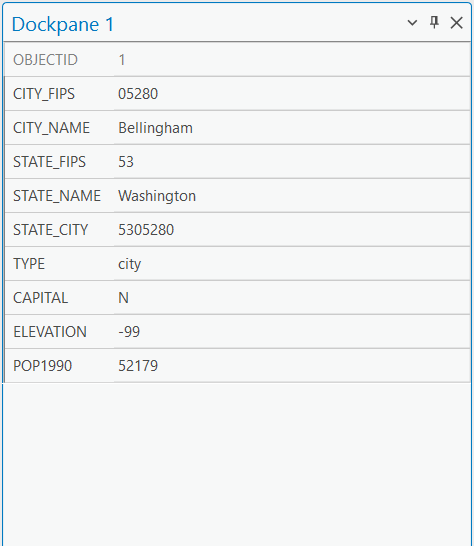 Dockpane 1
OBJECTID 1
CITY_FIPS 05280
CITY_NAME Bellingham
STATE_FIPS 53
STATE_NAME Washington
STATE_CITY 5305280
TYPE city
CAPITAL N
ELEVATION -99
POP1990 52179